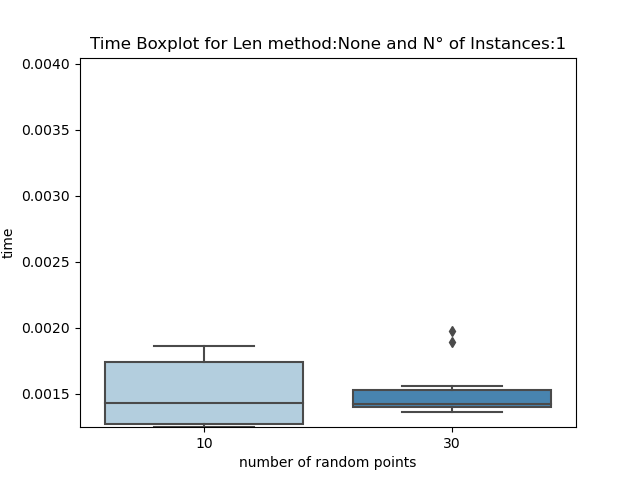 Time Boxplot for Len method:None and N° of Instances:1
0.0040
0.0035
0.0030
0.0025
0.0020
0.0015
time
10 30
number of random points